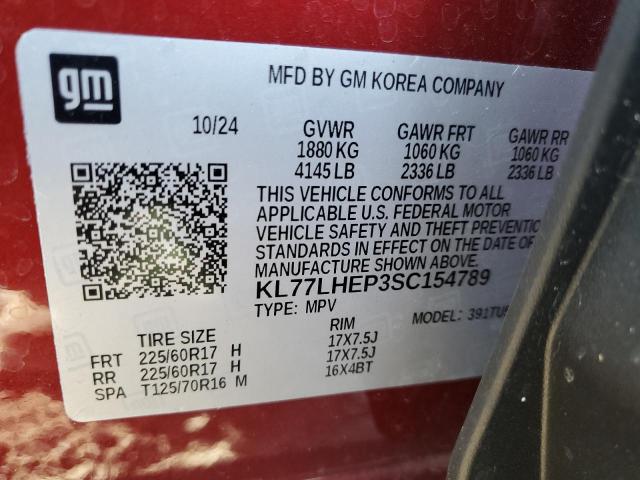 gm
MFD BY GM KOREA COMPANY
10/24 GVWR GAWR FRT GAWR RR
1880 KG 1060 KG 1060 KG
4145 LB 2336 LB 2336 LB
THIS VEHICLE CONFORMS TO ALL
APPLICABLE U.S. FEDERAL MOTOR
VEHICLE SAFETY AND THEFT PREVENTIO
STANDARDS IN EFFECT ON THE DATE OF
MANUFACTURE SHOWN ABOVE.
KL77LHEP3SC154789
TYPE: MPV MODEL: 391TU
TIRE SIZE RIM
FRT 225/60R17 H 17X7.5J
RR 225/60R17 H 17X7.5J
SPA T125/70R16 M 16X4BT